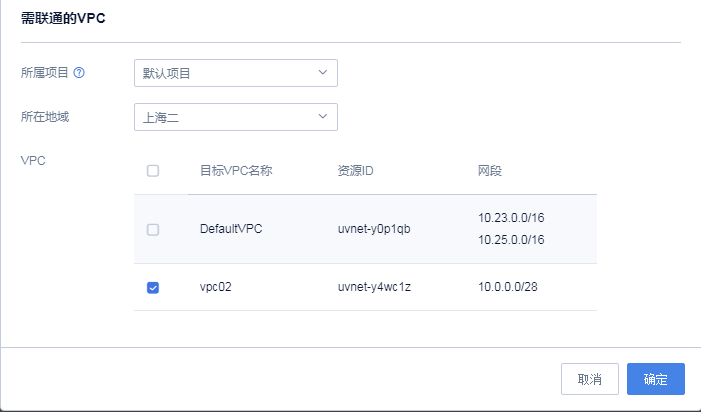 需联通的VPC
所属项目 ? 默认项目
所在地域 上海二
VPC
目标VPC名称 资源ID 网段
DefaultVPC uvnet-y0p1qb 10.23.0.0/16
10.25.0.0/16
vpc02 uvnet-y4wc1z 10.0.0.0/28
取消 确定